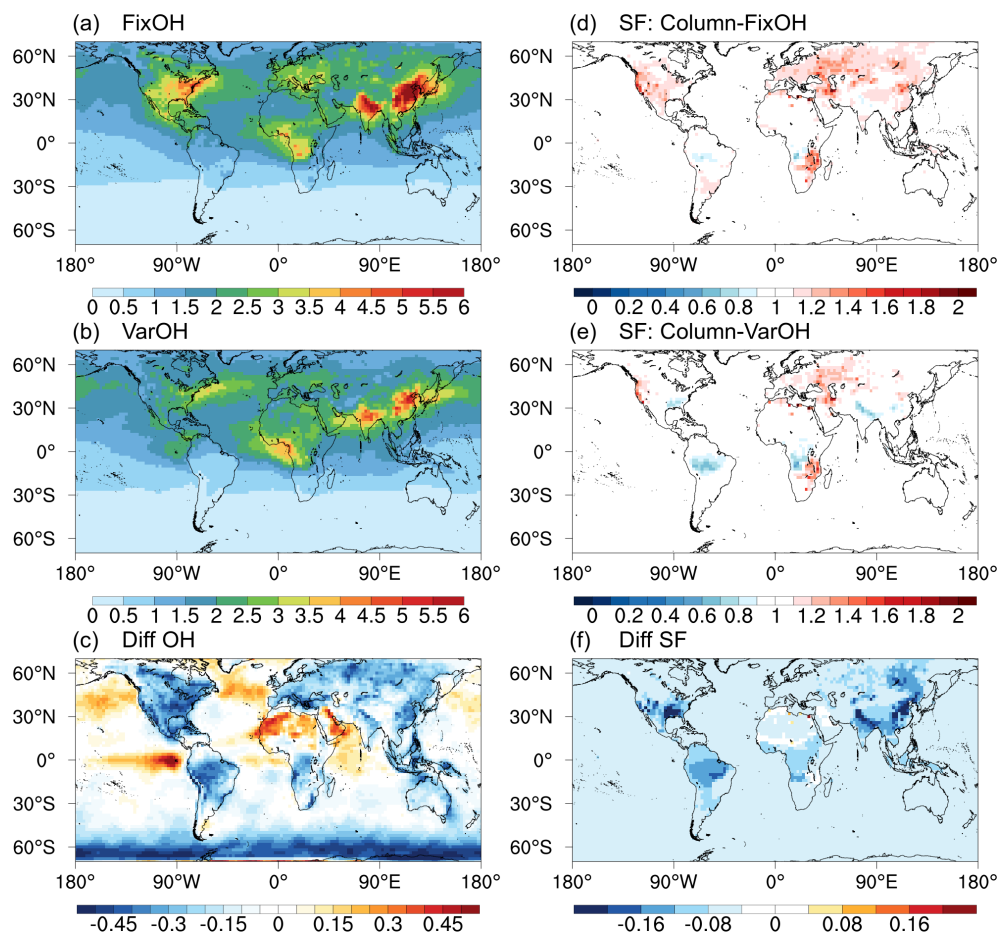 (a) FixOH
60°N
30°N
0°
30°S
60°S
180° 90°W 0° 90°E 180°
0 0.5 1 1.5 2 2.5 3 3.5 4 4.5 5 5.5 6
(b) VarOH
60°N
30°N
0°
30°S
60°S
180° 90°W 0° 90°E 180°
0 0.5 1 1.5 2 2.5 3 3.5 4 4.5 5 5.5 6
(c) Diff OH
60°N
30°N
0°
30°S
60°S
180° 90°W 0° 90°E 180°
-0.45 -0.3 -0.15 0 0.15 0.3 0.45
(d) SF: Column-FixOH
60°N
30°N
0°
30°S
60°S
180° 90°W 0° 90°E 180°
0 0.2 0.4 0.6 0.8 1 1.2 1.4 1.6 1.8 2
(e) SF: Column-VarOH
60°N
30°N
0°
30°S
60°S
180° 90°W 0° 90°E 180°
0 0.2 0.4 0.6 0.8 1 1.2 1.4 1.6 1.8 2
(f) Diff SF
60°N
30°N
0°
30°S
60°S
180° 90°W 0° 90°E 180°
-0.16 -0.08 0 0.08 0.16